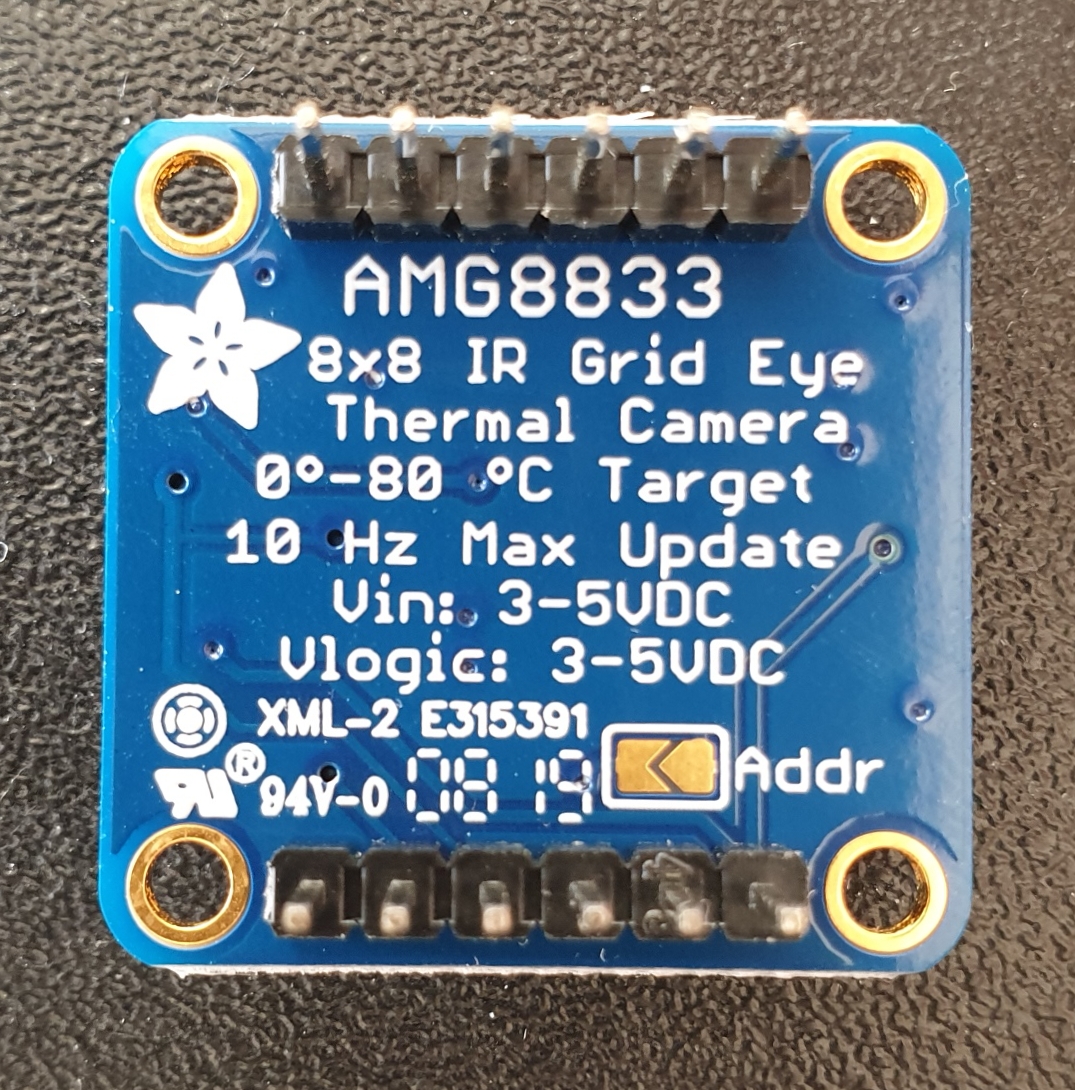 AMG8833
8x8 IR Grid Eye
Thermal Camera
0°-80 °C Target
10 Hz Max Update
Vin: 3-5VDC
Vlogic: 3-5VDC
XML-2 E315391
® 94V-0 08 19
Addr